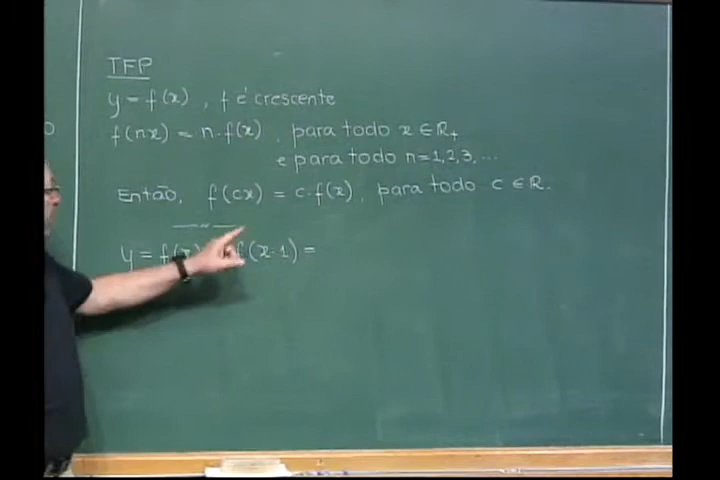 TFP
y = f(x) , f é crescente
f(nx) = n·f(x) , para todo x ∈ R+
e para todo n=1,2,3,...
Então, f(cx) = c·f(x) , para todo c ∈ R.
y = f(x) f(x·1) =